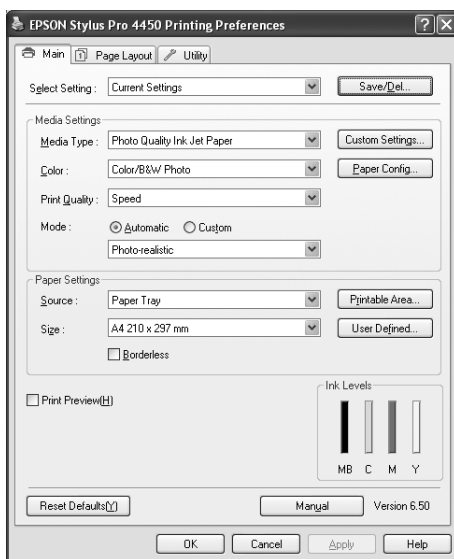 EPSON Stylus Pro 4450 Printing Preferences
Main Page Layout Utility
Select Setting : Current Settings Save/Del...
Media Settings
Media Type : Photo Quality Ink Jet Paper Custom Settings...
Color : Color/B&W Photo Paper Config...
Print Quality : Speed
Mode : Automatic Custom
Photo-realistic
Paper Settings
Source : Paper Tray Printable Area...
Size : A4 210 x 297 mm User Defined...
Borderless
Print Preview(H)
Ink Levels
MB C M Y
Reset Defaults(Y) Manual Version 6.50
OK Cancel Apply Help